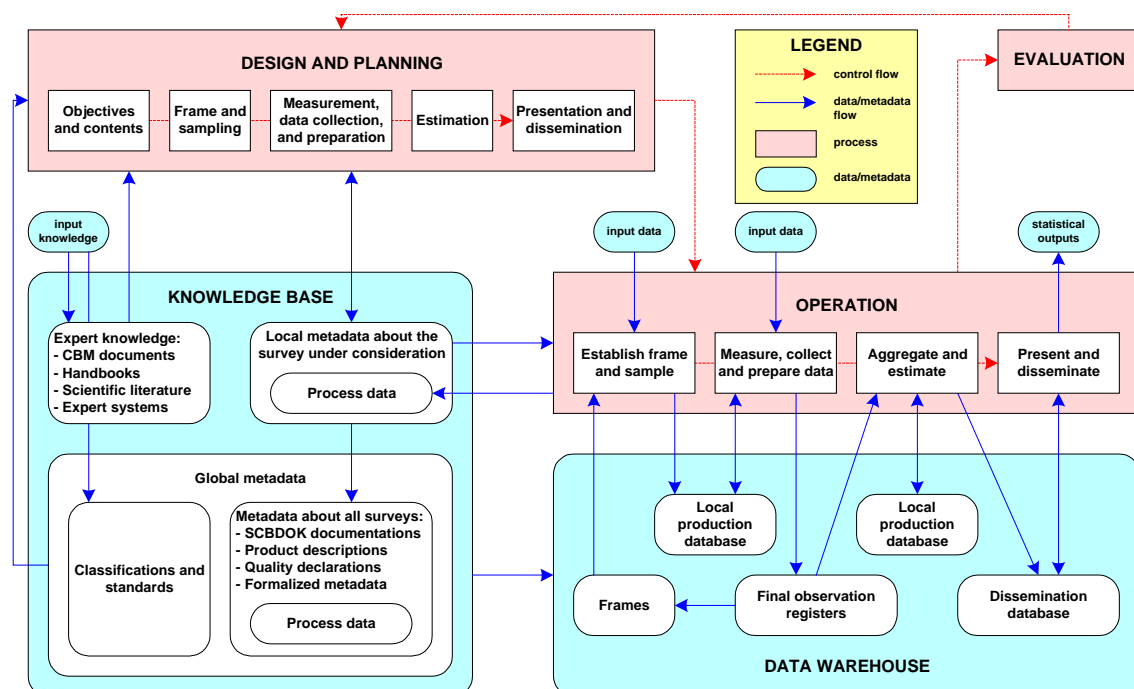 DESIGN AND PLANNING
Objectives
and contents
Frame and
sampling
Measurement,
data collection,
and preparation
Estimation
Presentation and
dissemination
LEGEND
control flow
data/metadata
flow
process
data/metadata
EVALUATION
input
knowledge
input data
input data
statistical
outputs
KNOWLEDGE BASE
Expert knowledge:
- CBM documents
- Handbooks
- Scientific literature
- Expert systems
Local metadata about the
survey under consideration
Process data
Global metadata
Classifications and
standards
Metadata about all surveys:
- SCBDOK documentations
- Product descriptions
- Quality declarations
- Formalized metadata
Process data
OPERATION
Establish frame
and sample
Measure, collect
and prepare data
Aggregate and
estimate
Present and
disseminate
Local
production
database
Local
production
database
Frames
Final observation
registers
Dissemination
database
DATA WAREHOUSE